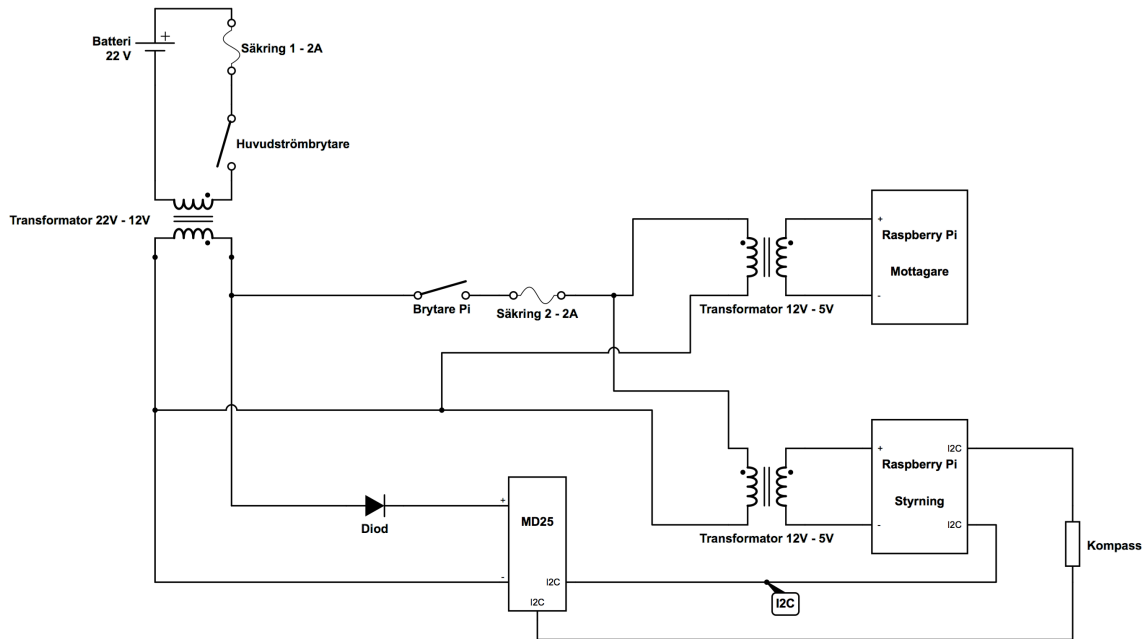 +
Batteri
22 V
Säkring 1 - 2A
Huvudströmbrytare
Transformator 22V - 12V
+
Raspberry Pi
Mottagare
-
Brytare Pi
Säkring 2 - 2A
Transformator 12V - 5V
+
I2C
Raspberry Pi
Styrning
-
I2C
Transformator 12V - 5V
+
MD25
Diod
Kompass
-
I2C
I2C
I2C